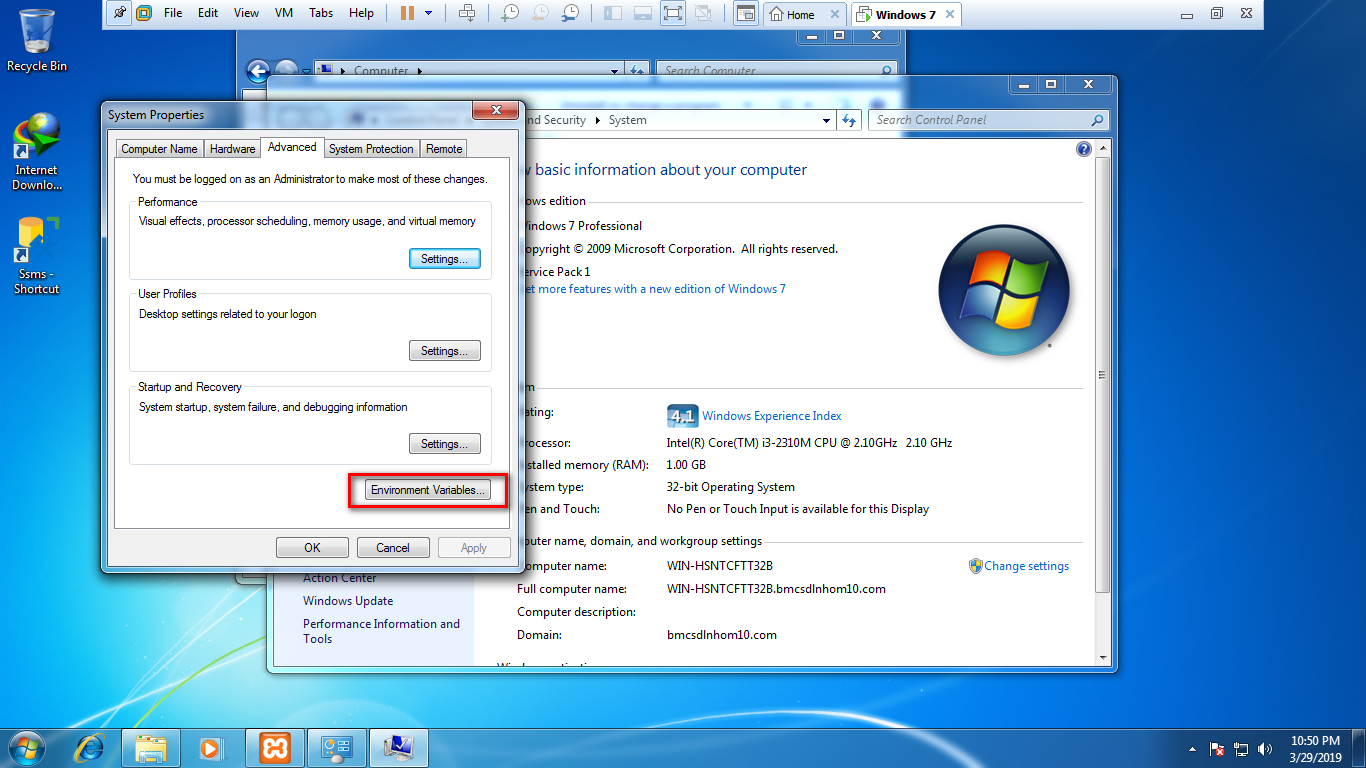 File Edit View VM Tabs Help
Home Windows 7
Recycle Bin
Internet
Downlo...
Ssms -
Shortcut
Computer
Search Computer
nd Security System
Search Control Panel
System Properties
Computer Name Hardware Advanced System Protection Remote
You must be logged on as an Administrator to make most of these changes.
Performance
Visual effects, processor scheduling, memory usage, and virtual memory
Settings...
User Profiles
Desktop settings related to your logon
Settings...
Startup and Recovery
System startup, system failure, and debugging information
Settings...
Environment Variables...
OK Cancel Apply
w basic information about your computer
ows edition
indows 7 Professional
opyright © 2009 Microsoft Corporation. All rights reserved.
ervice Pack 1
et more features with a new edition of Windows 7
m
ating: 4.1 Windows Experience Index
rocessor: Intel(R) Core(TM) i3-2310M CPU @ 2.10GHz 2.10 GHz
stalled memory (RAM): 1.00 GB
ystem type: 32-bit Operating System
en and Touch: No Pen or Touch Input is available for this Display
puter name, domain, and workgroup settings
omputer name: WIN-HSNTCFTT32B Change settings
Full computer name: WIN-HSNTCFTT32B.bmcsdlnhom10.com
Computer description:
Domain: bmcsdlnhom10.com
Action Center
Windows Update
Performance Information and
Tools
10:50 PM
3/29/2019